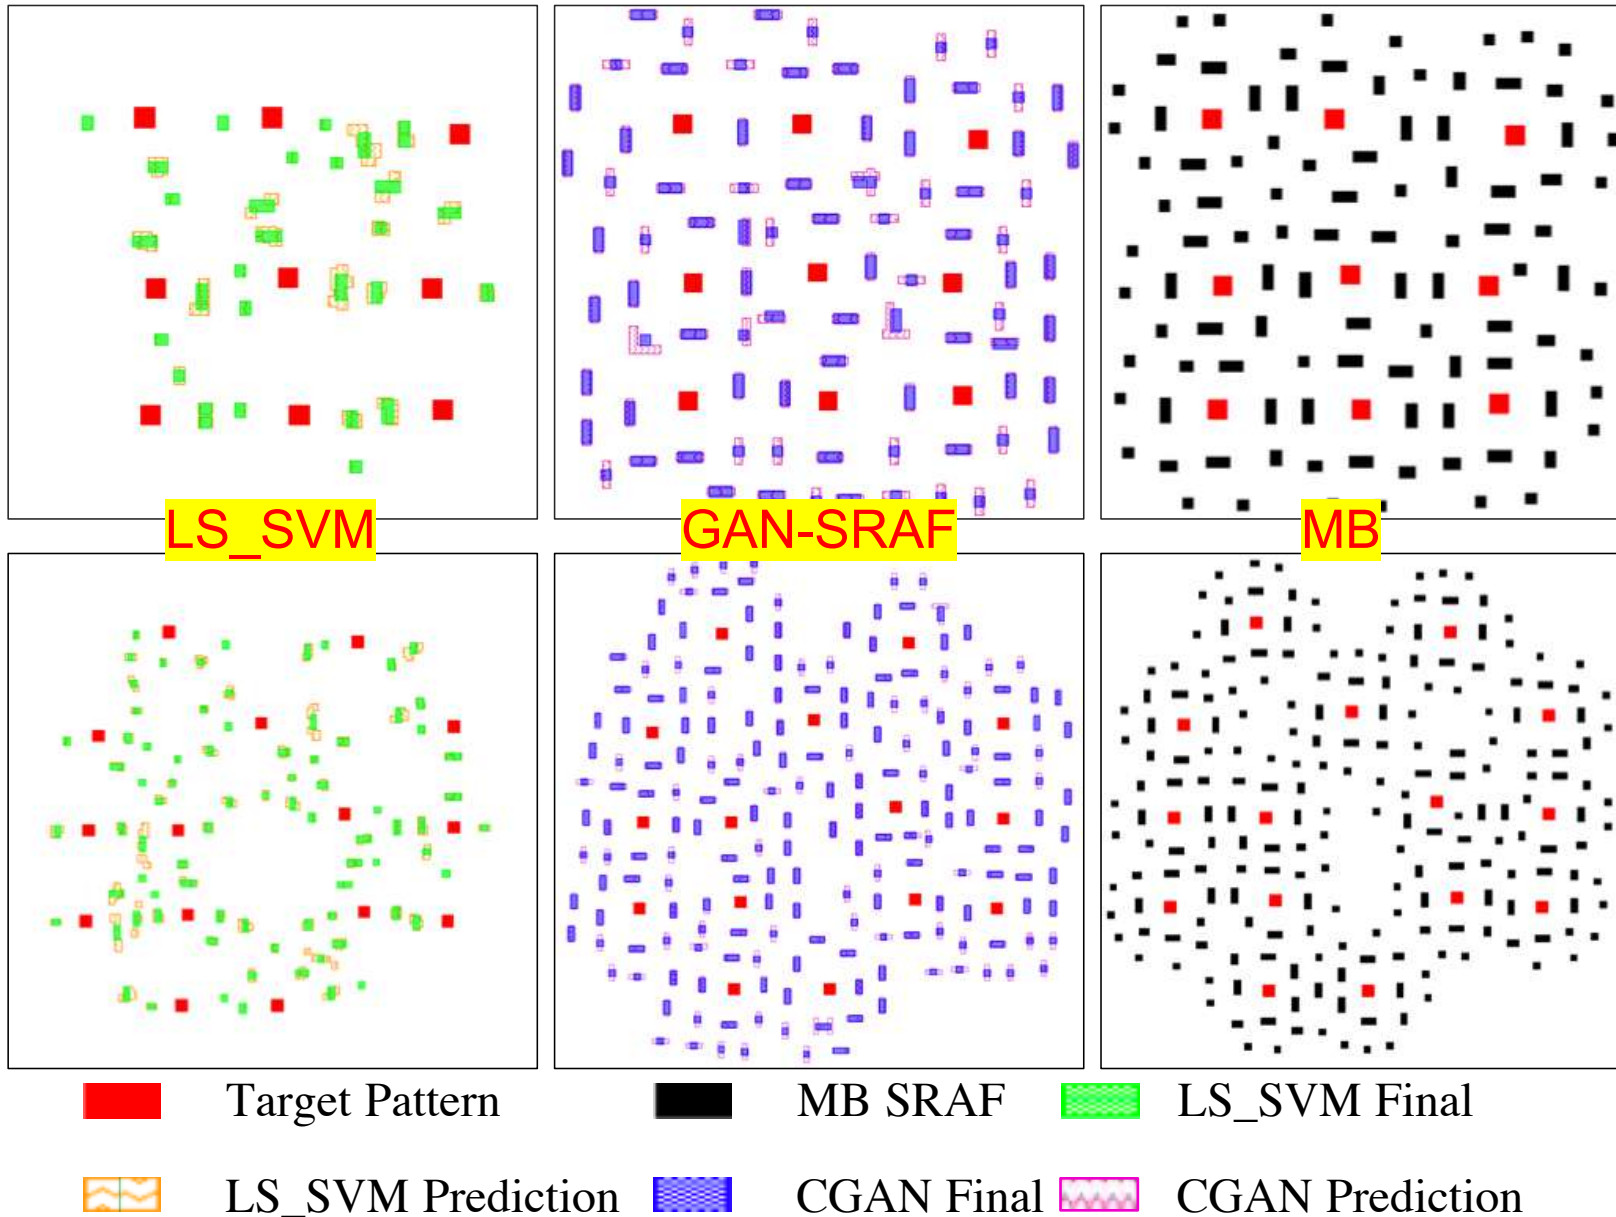 LS_SVM GAN-SRAF MB
Target Pattern MB SRAF LS_SVM Final
LS_SVM Prediction CGAN Final CGAN Prediction